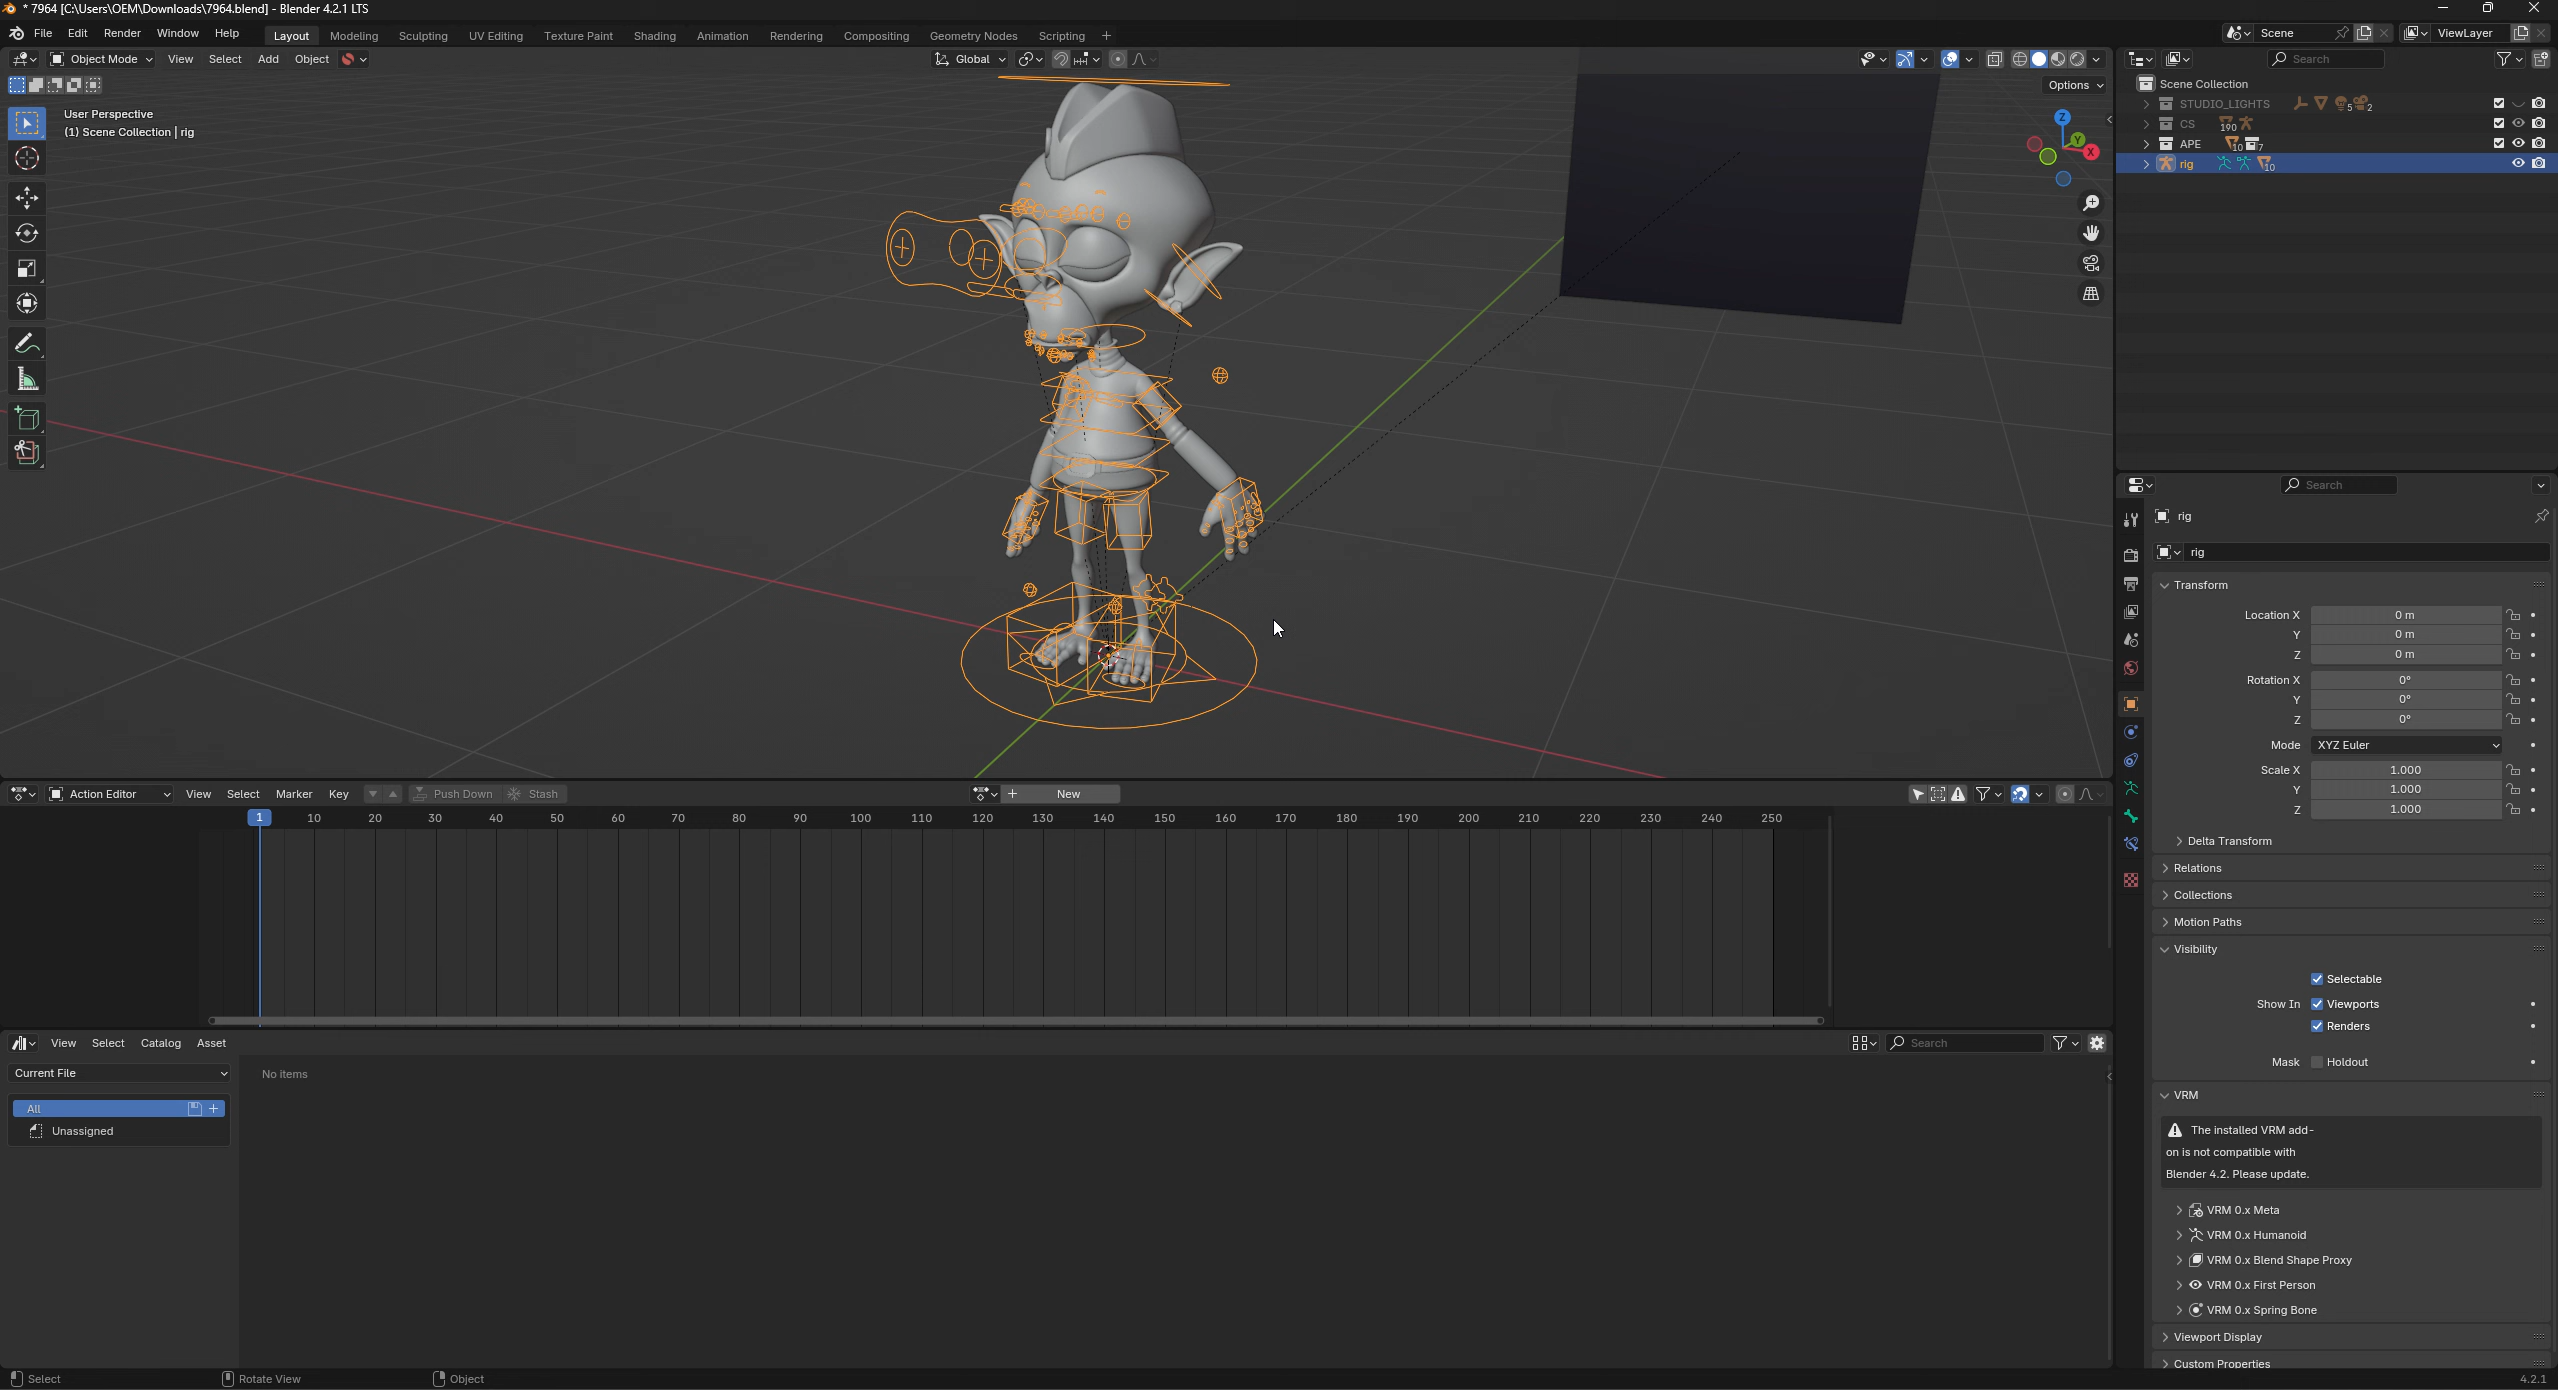 * 7964 [C:\Users\OEM\Downloads\7964.blend] - Blender 4.2.1 LTS
File Edit Render Window Help Layout Modeling Sculpting UV Editing Texture Paint Shading Animation Rendering Compositing Geometry Nodes Scripting + Scene ViewLayer
Object Mode View Select Add Object Global
Options
User Perspective
(1) Scene Collection | rig
Z
Y
X
Search
Scene Collection
STUDIO_LIGHTS 5 2
CS 190
APE 10 7
rig 10
Search
rig
rig
Transform
Location X 0 m
Y 0 m
Z 0 m
Rotation X 0°
Y 0°
Z 0°
Mode XYZ Euler
Scale X 1.000
Y 1.000
Z 1.000
Delta Transform
Relations
Collections
Motion Paths
Visibility
Selectable
Show In Viewports
Renders
Mask Holdout
VRM
The installed VRM add-
on is not compatible with
Blender 4.2. Please update.
VRM 0.x Meta
VRM 0.x Humanoid
VRM 0.x Blend Shape Proxy
VRM 0.x First Person
VRM 0.x Spring Bone
Viewport Display
Custom Properties
Action Editor View Select Marker Key Push Down Stash + New
1 10 20 30 40 50 60 70 80 90 100 110 120 130 140 150 160 170 180 190 200 210 220 230 240 250
View Select Catalog Asset Search
Current File
All
Unassigned
No items
Select Rotate View Object 4.2.1